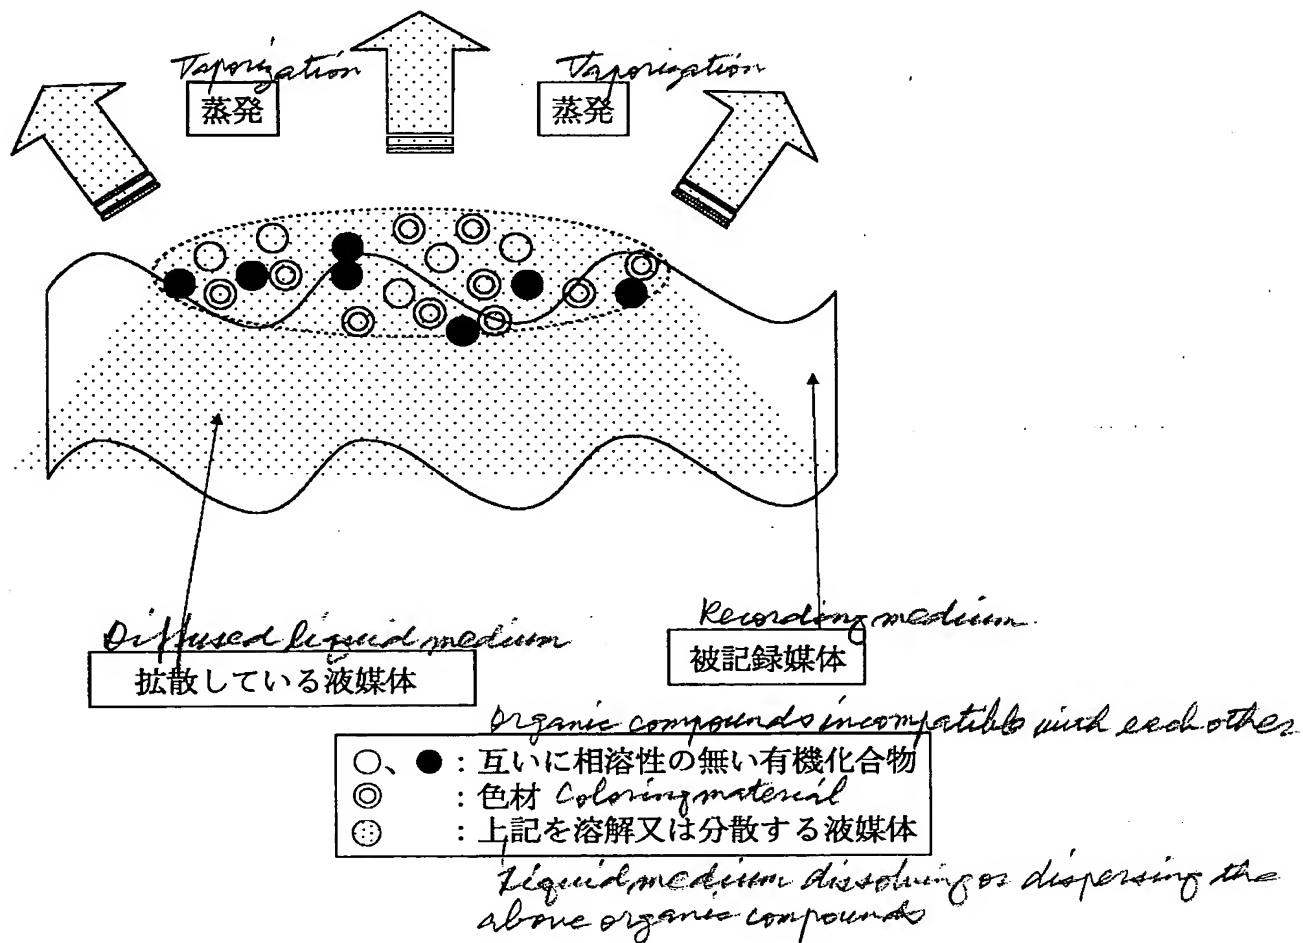 Vaporization
蒸発
Vaporization
蒸発
Diffused liquid medium
拡散している液媒体
Recording medium
被記録媒体
Organic compounds incompatible with each other
○、●：互いに相溶性の無い有機化合物
◎：色材 Coloring material
：上記を溶解又は分散する液媒体
Liquid medium dissolving or dispersing the
above organic compounds